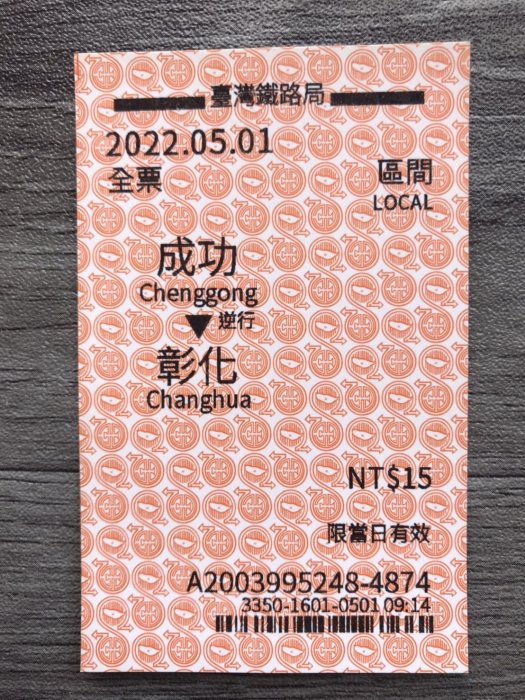 臺灣鐵路局
2022.05.01
全票 區間
LOCAL
成功
Chenggong
▼ 逆行
彰化
Changhua
NT$15
限當日有效
A2003995248-4874
3350-1601-0501 09:14